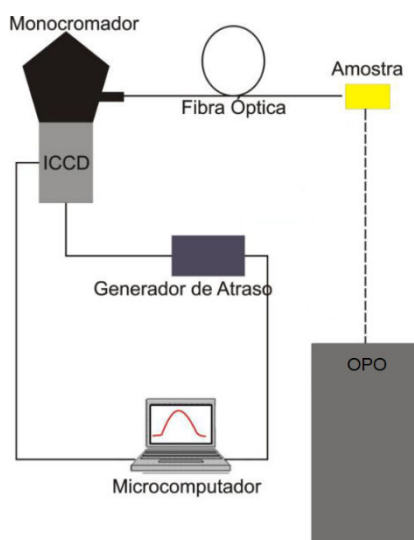 Monocromador
Amostra
Fibra Óptica
ICCD
Generador de Atraso
OPO
Microcomputador